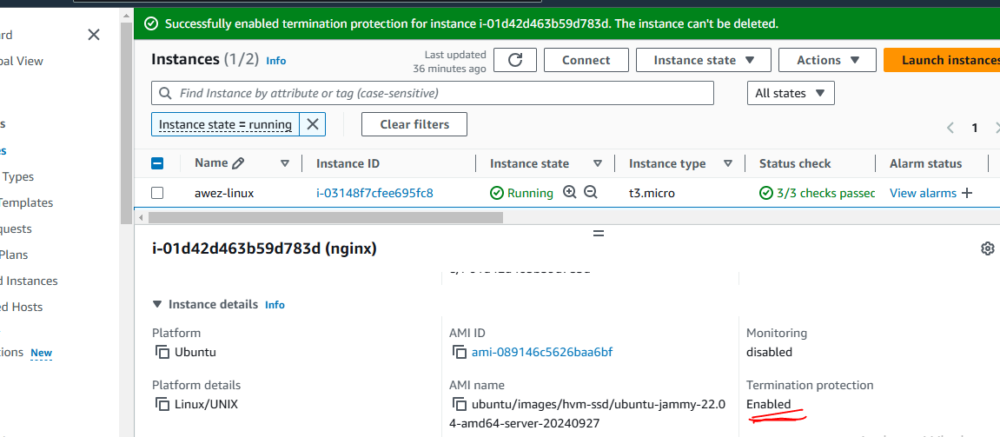 Successfully enabled termination protection for instance i-01d42d463b59d783d. The instance can't be deleted.
rd
bal View
s
es
Types
Templates
quests
Plans
d Instances
ed Hosts
ions New
Instances (1/2) Info
Last updated
36 minutes ago
Connect
Instance state
Actions
Launch instances
Find Instance by attribute or tag (case-sensitive)
All states
Instance state = running
Clear filters
1
Name Instance ID Instance state Instance type Status check Alarm status
awez-linux i-03148f7cfee695fc8 Running t3.micro 3/3 checks passec View alarms
i-01d42d463b59d783d (nginx)
Instance details Info
Platform
Ubuntu
AMI ID
ami-089146c5626baa6bf
Monitoring
disabled
Platform details
Linux/UNIX
AMI name
ubuntu/images/hvm-ssd/ubuntu-jammy-22.0
4-amd64-server-20240927
Termination protection
Enabled